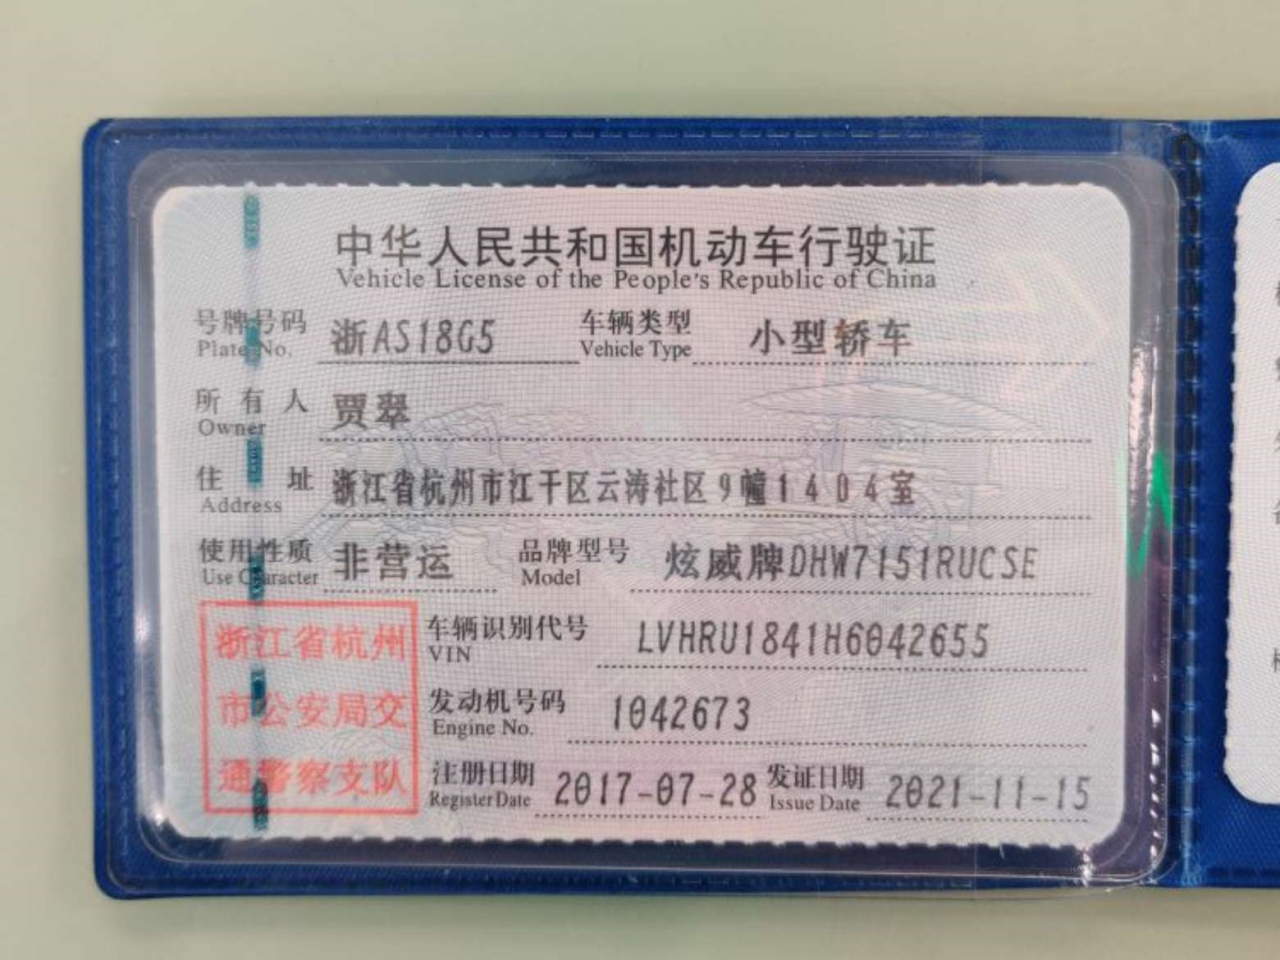 中华人民共和国机动车行驶证
Vehicle License of the People's Republic of China
号牌号码 浙AS18G5 车辆类型 小型轿车
Plate No. Vehicle Type
所有人 贾翠
Owner
住址 浙江省杭州市江干区云涛社区9幢1404室
Address
使用性质 非营运 品牌型号 炫威牌DHW7151RUCSE
Use Character Model
浙江省杭州
市公安局交
通警察支队
车辆识别代号 LVHRU1841H6042655
VIN
发动机号码 1042673
Engine No.
注册日期 2017-07-28 发证日期 2021-11-15
Register Date Issue Date